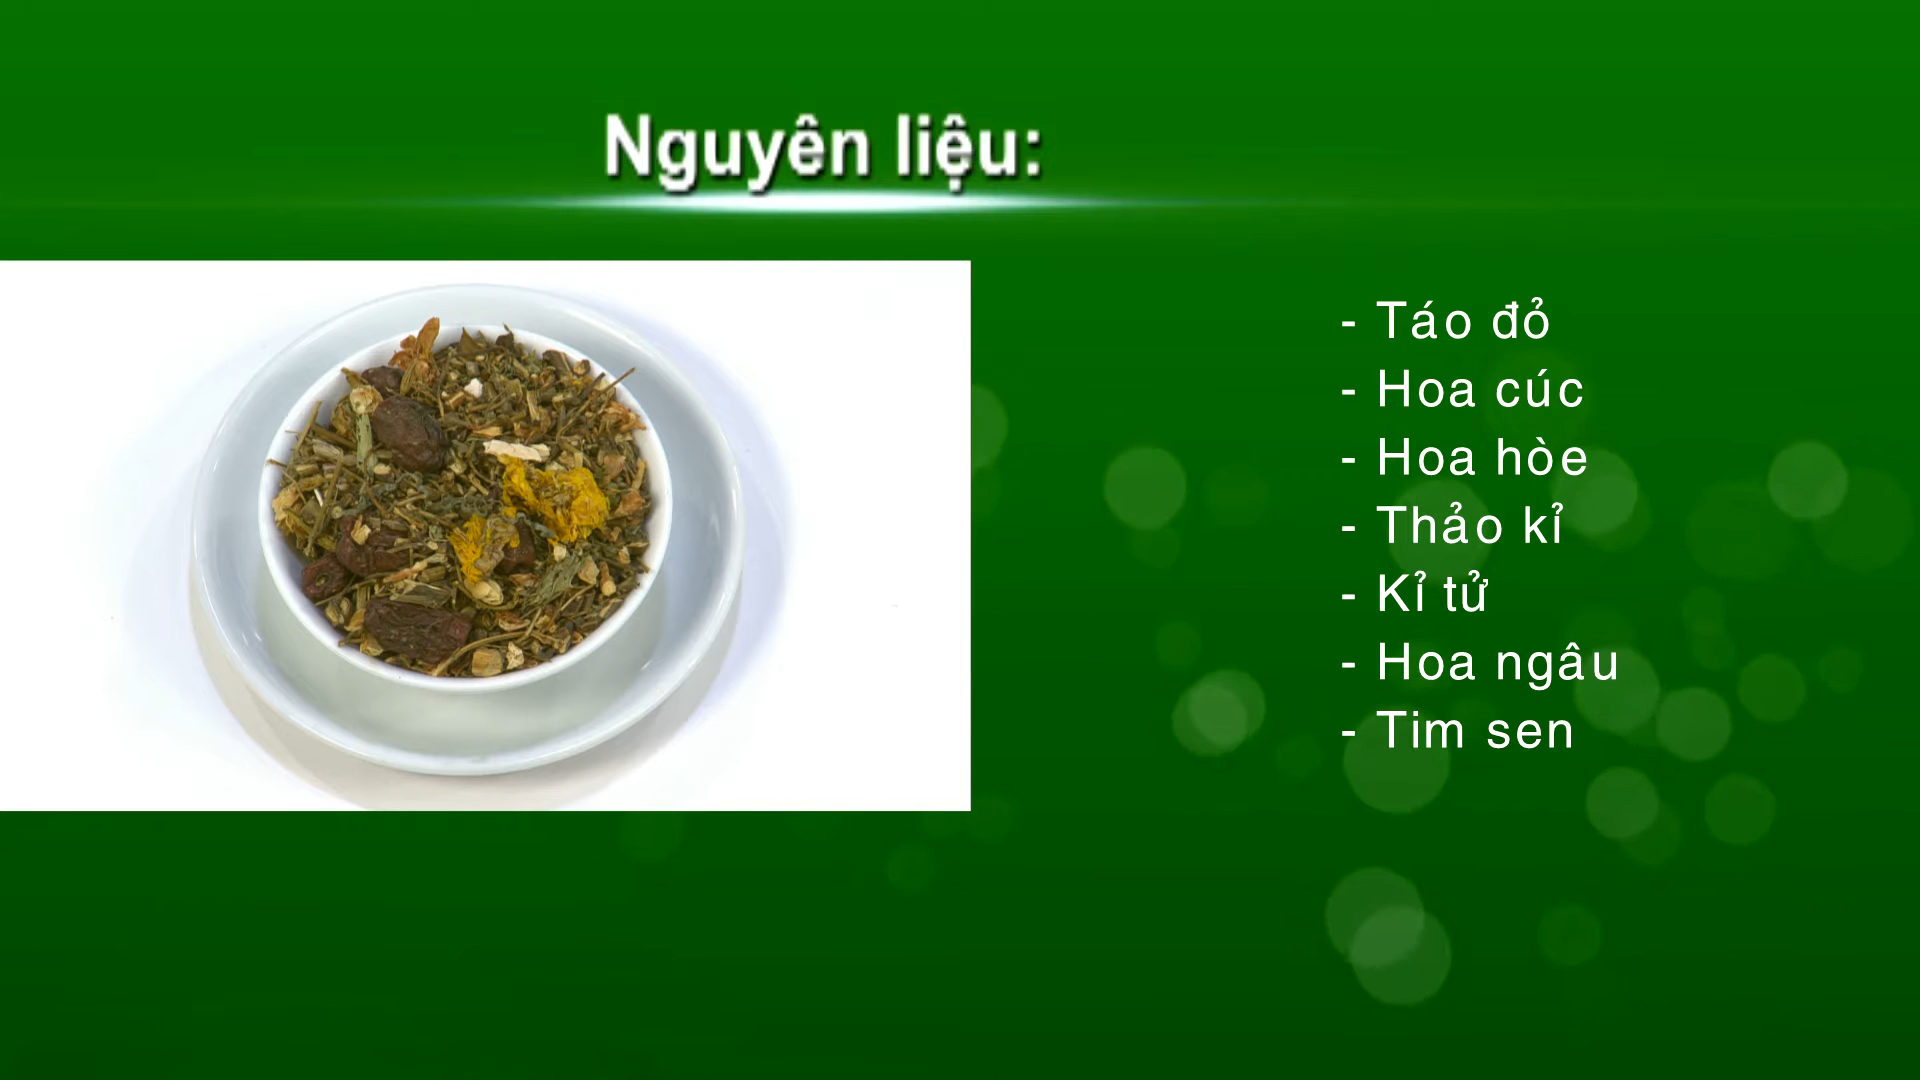 Nguyên liệu:
- Táo đỏ
- Hoa cúc
- Hoa hòe
- Thảo kỉ
- Kỉ tử
- Hoa ngâu
- Tim sen